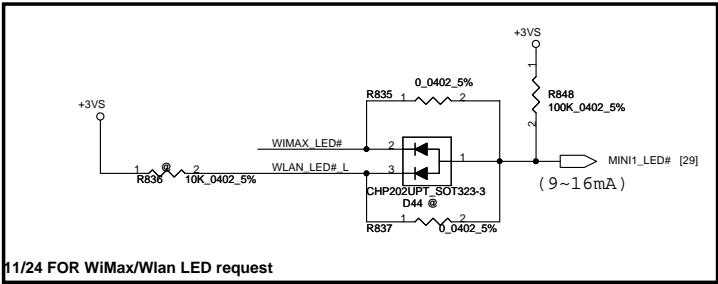 +3VS
0_0402_5%
R835 1 2
1
R848
100K_0402_5%
2
+3VS
WIMAX_LED# 2
1
MINI1_LED# [29]
@
1 2 WLAN_LED#_L 3
R836 10K_0402_5%
(9~16mA)
CHP202UPT_SOT323-3
D44 @
1 2
R837 0_0402_5%
11/24 FOR WiMax/Wlan LED request